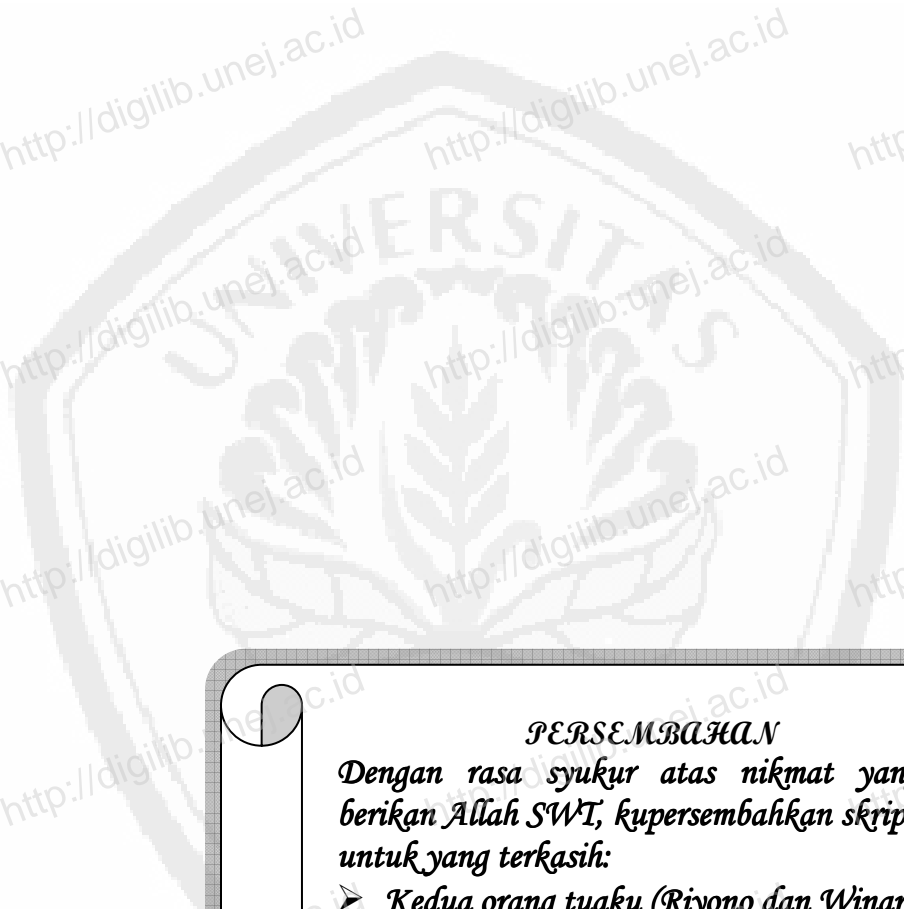 http://digilib.unej.ac.id http://digilib.unej.ac.id
UNIVERSITAS
http://digilib.unej.ac.id http://digilib.unej.ac.id
http://digilib.unej.ac.id http://digilib.unej.ac.id
http://digilib.unej.ac.id http://digilib.unej.ac.id
PERSEMBAHAN
Dengan rasa syukur atas nikmat
berikan Allah SWT, kupersembahkan
untuk yang terkasih:
➢ Kedua orang tuaku (Riyono dan